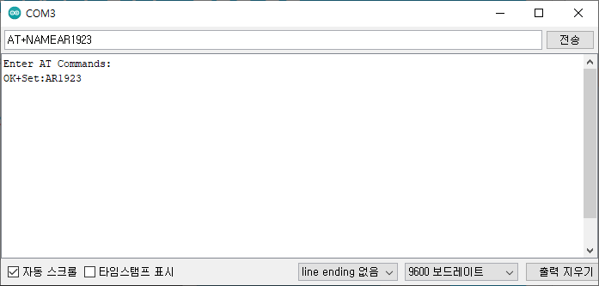 COM3
AT+NAMEAR1923 전송
Enter AT Commands:
OK+Set:AR1923
자동 스크롤 타임스탬프 표시 line ending 없음 9600 보드레이트 출력 지우기